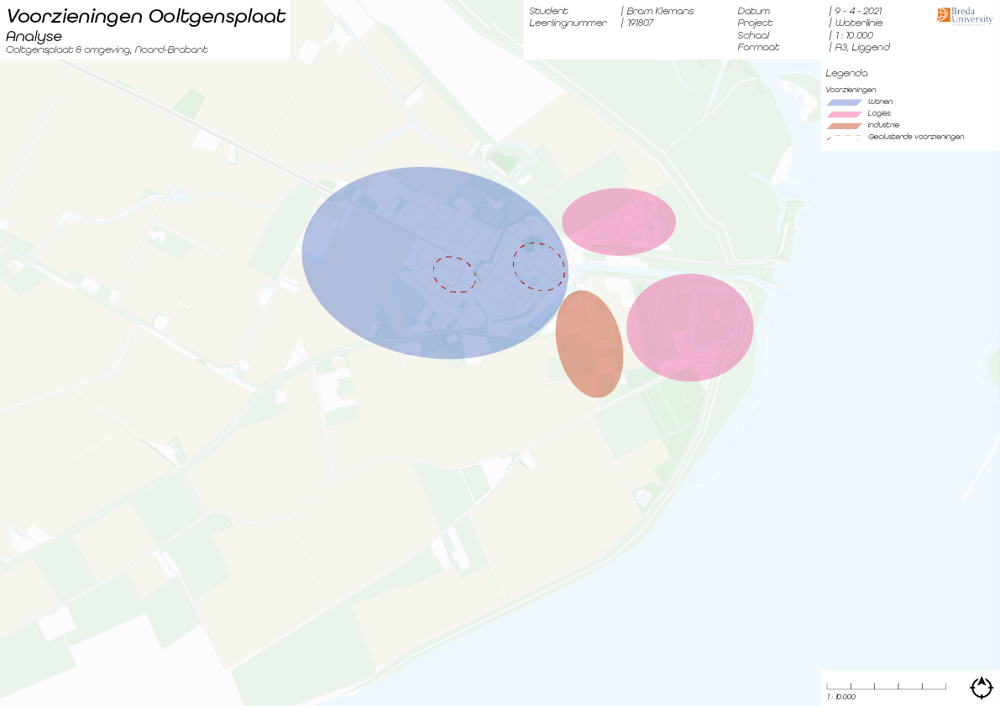 Voorzieningen Ooltgensplaat
Analyse
Ooltgensplaat & omgeving, Noord-Brabant
Student | Bram Klemans
Leerlingnummer | 191807
Datum | 9 - 4 - 2021
Project | Waterlinie
Schaal | 1 : 10.000
Formaat | A3, Liggend
Breda
University
Legenda
Voorzieningen
Wonen
Logies
Industrie
Geclusterde voorzieningen
1 : 10.000